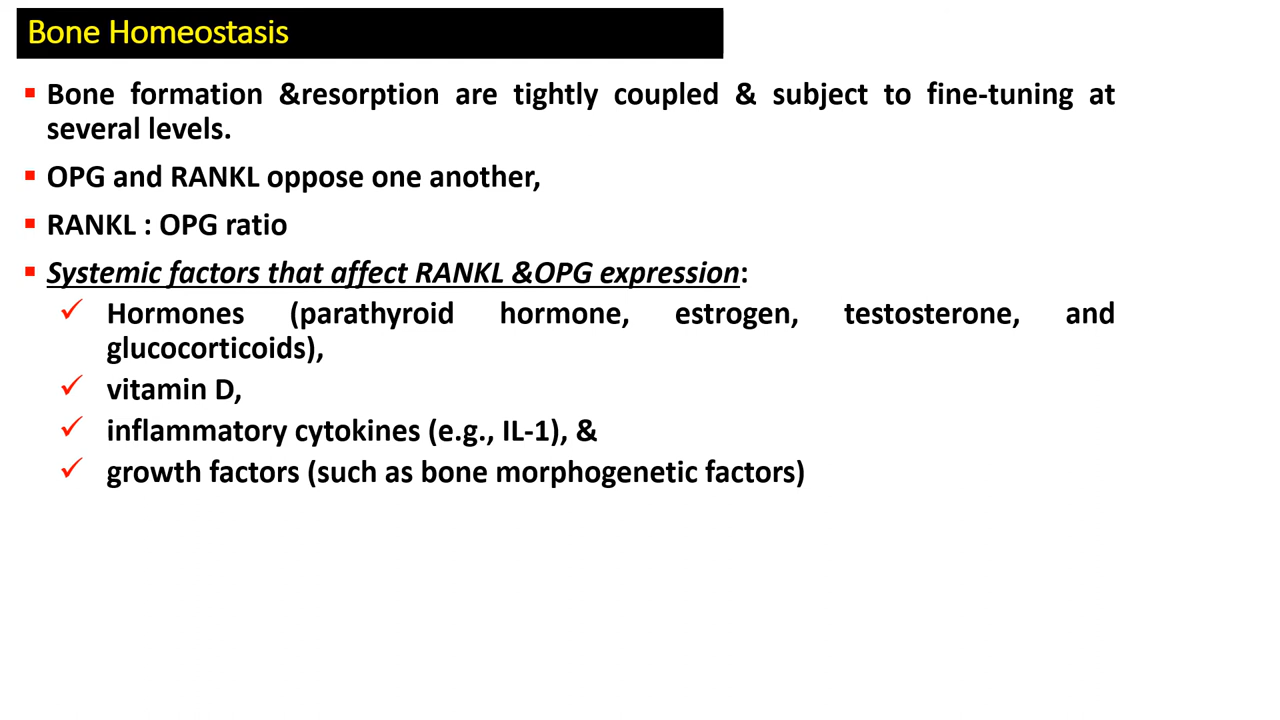 Bone Homeostasis
▪ Bone formation &resorption are tightly coupled & subject to fine-tuning at
several levels.
▪ OPG and RANKL oppose one another,
▪ RANKL : OPG ratio
▪ Systemic factors that affect RANKL &OPG expression:
✓ Hormones (parathyroid hormone, estrogen, testosterone, and
glucocorticoids),
✓ vitamin D,
✓ inflammatory cytokines (e.g., IL-1), &
✓ growth factors (such as bone morphogenetic factors)